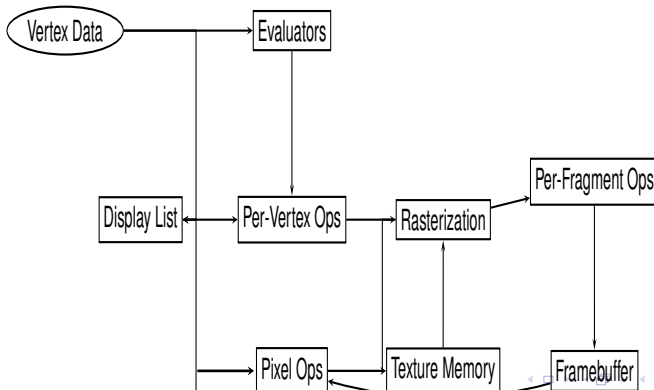 Vertex Data
Evaluators
Per-Fragment Ops
Display List
Per-Vertex Ops
Rasterization
Pixel Ops
Texture Memory
Framebuffer